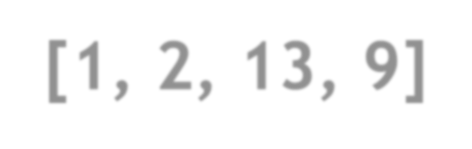 [1, 2, 13, 9]